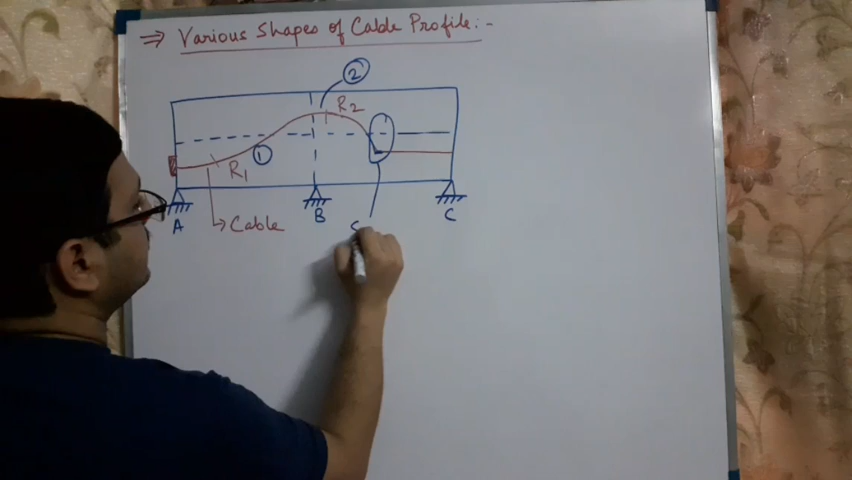 ⇒ Various Shapes of Cable Profile:-
2
R2
1
R1
A
B
C
Cable
S